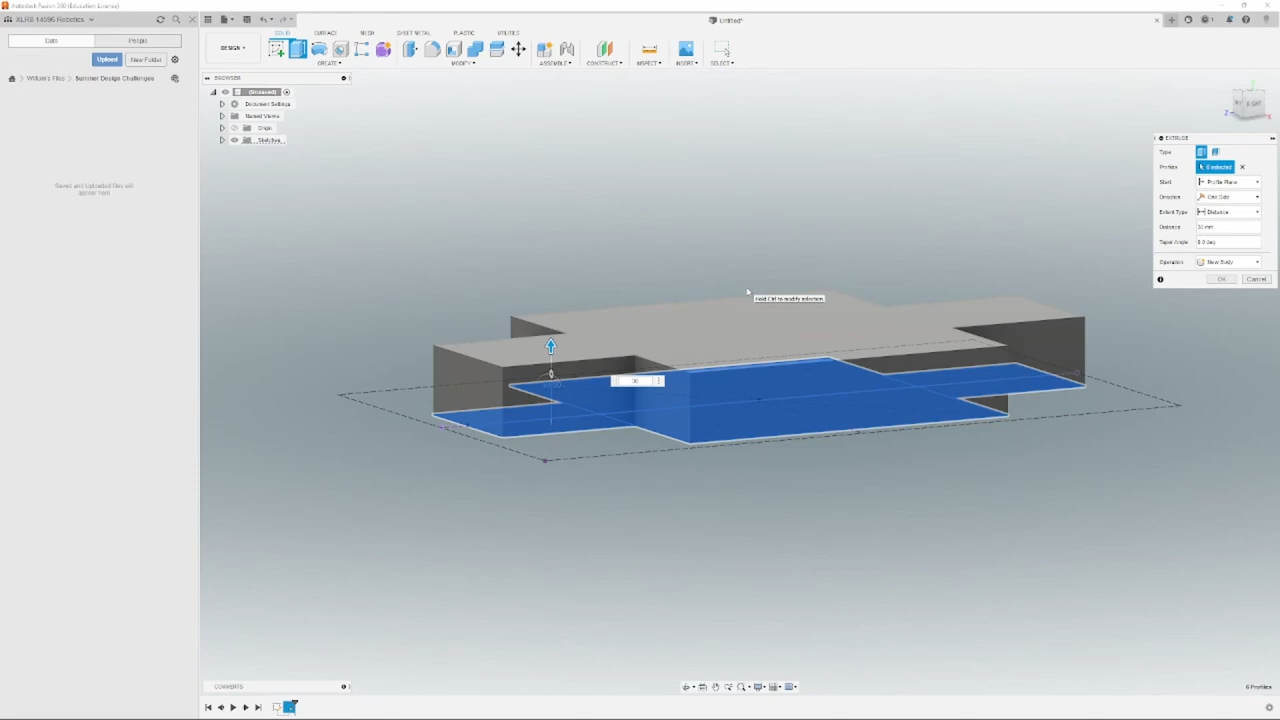 Autodesk Fusion 360 (Education License)
XLR8 14596 Robotics
Untitled*
Data
People
Upload
New Folder
Summer Design Challenges
Saved and Uploaded files will
appear here
DESIGN
SOLID
SURFACE
MESH
SHEET METAL
PLASTIC
UTILITIES
CREATE
MODIFY
ASSEMBLE
CONSTRUCT
INSPECT
INSERT
SELECT
BROWSER
(Unsaved)
Document Settings
Named Views
Origin
Sketches
Z
X
EXTRUDE
Type
Profiles
6 selected
Start
Profile Plane
Direction
One Side
Extent Type
Distance
Distance
30 mm
Taper Angle
0.0 deg
Operation
New Body
OK
Cancel
Hold Ctrl to modify selection
30
COMMENTS
6 Profiles